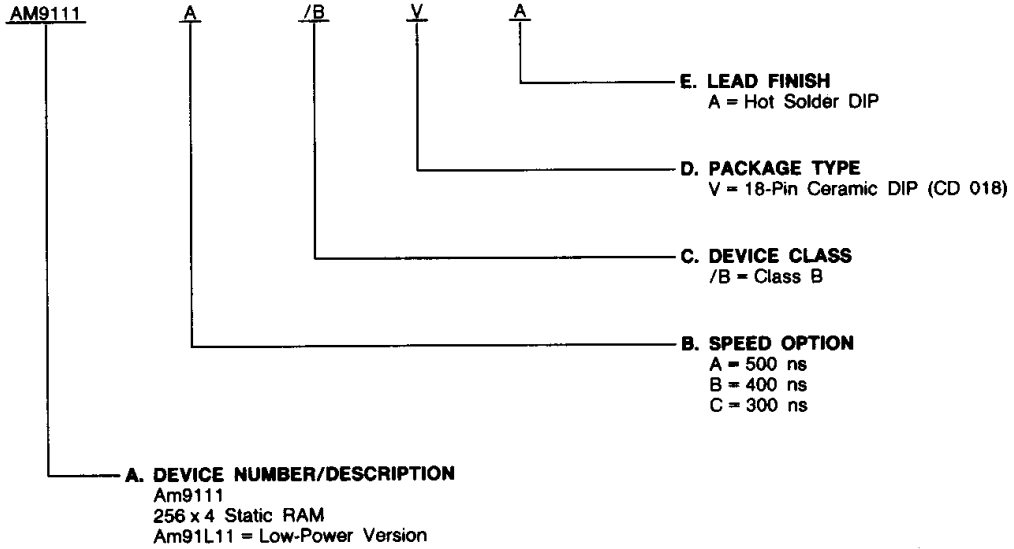 AM9111 A /B V A
E. LEAD FINISH
A = Hot Solder DIP
D. PACKAGE TYPE
V = 18-Pin Ceramic DIP (CD 018)
C. DEVICE CLASS
/B = Class B
B. SPEED OPTION
A = 500 ns
B = 400 ns
C = 300 ns
A. DEVICE NUMBER/DESCRIPTION
Am9111
256 x 4 Static RAM
Am91L11 = Low-Power Version